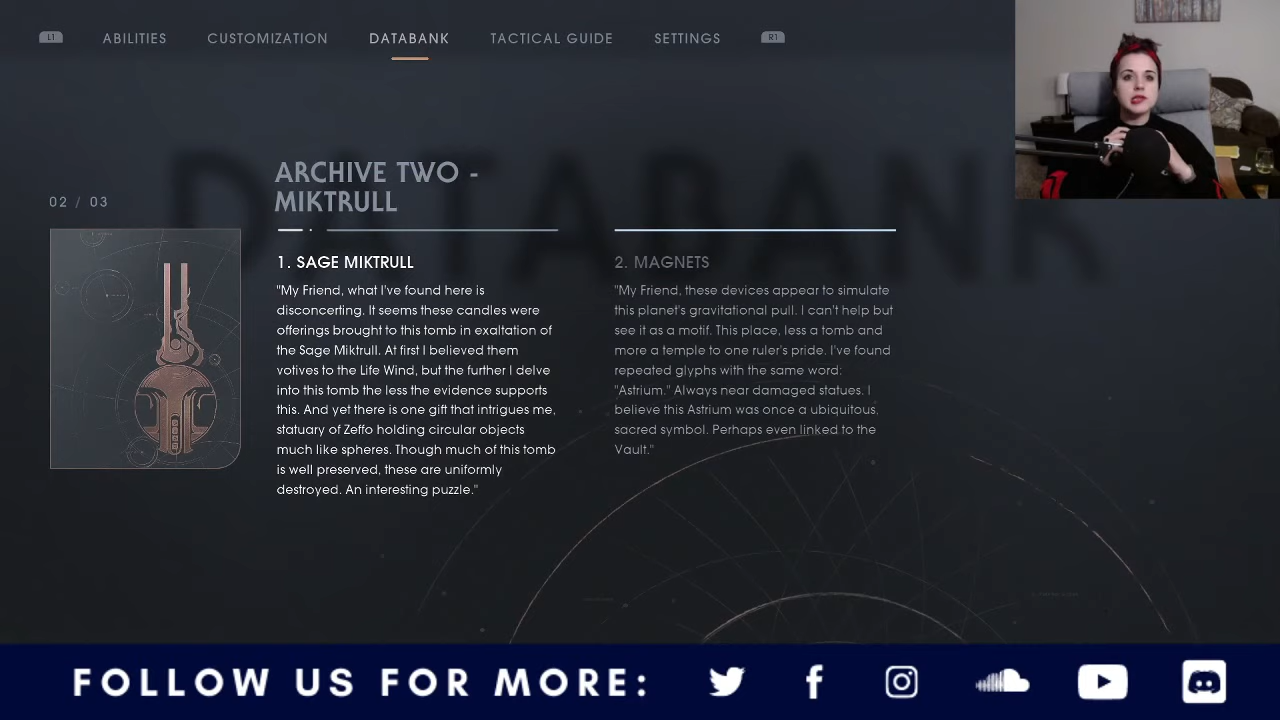 L1
ABILITIES
CUSTOMIZATION
DATABANK
TACTICAL GUIDE
SETTINGS
R1
DATABANK
02 / 03
ARCHIVE TWO -
MIKTRULL
1. SAGE MIKTRULL
"My Friend, what I've found here is
disconcerting. It seems these candles were
offerings brought to this tomb in exaltation of
the Sage Miktrull. At first I believed them
votives to the Life Wind, but the further I delve
into this tomb the less the evidence supports
this. And yet there is one gift that intrigues me,
statuary of Zeffo holding circular objects
much like spheres. Though much of this tomb
is well preserved, these are uniformly
destroyed. An interesting puzzle."
2. MAGNETS
"My Friend, these devices appear to simulate
this planet's gravitational pull. I can't help but
see it as a motif. This place, less a tomb and
more a temple to one ruler's pride. I've found
repeated glyphs with the same word:
"Astrium." Always near damaged statues. I
believe this Astrium was once a ubiquitous,
sacred symbol. Perhaps even linked to the
Vault."
FOLLOW US FOR MORE: